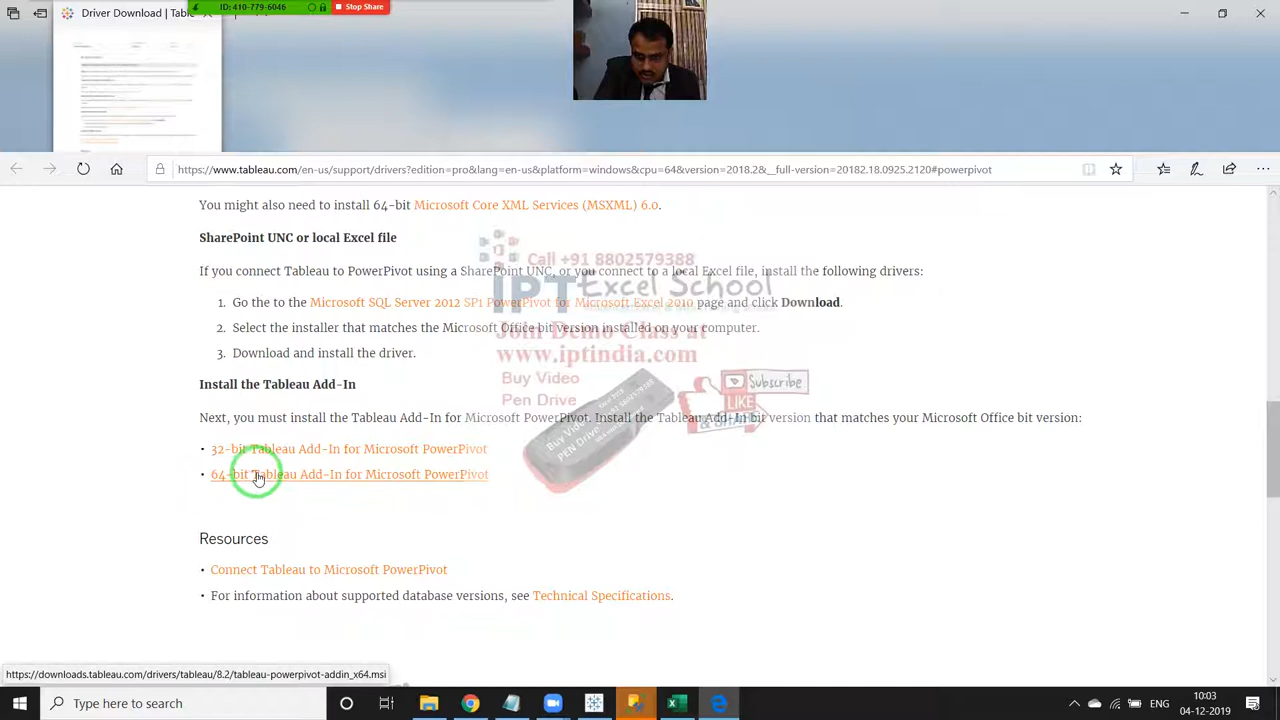 Driver Download | Tabl
ID: 410-779-6046
Stop Share
https://www.tableau.com/en-us/support/drivers?edition=pro&lang=en-us&platform=windows&cpu=64&version=2018.2&__full-version=20182.18.0925.2120#powerpivot
You might also need to install 64-bit Microsoft Core XML Services (MSXML) 6.0.
SharePoint UNC or local Excel file
Call +91 8802579388
If you connect Tableau to PowerPivot using a SharePoint UNC, or you connect to a local Excel file, install the following drivers:
IPT Excel School
1. Go the to the Microsoft SQL Server 2012 SP1 PowerPivot for Microsoft Excel 2010 page and click Download.
2. Select the installer that matches the Microsoft Office bit version installed on your computer.
Join Demo Class at
www.iptindia.com
3. Download and install the driver.
Buy Video
Pen Drive
Subscribe
LIKE
Install the Tableau Add-In
Next, you must install the Tableau Add-In for Microsoft PowerPivot. Install the Tableau Add-In bit version that matches your Microsoft Office bit version:
• 32-bit Tableau Add-In for Microsoft PowerPivot
• 64-bit Tableau Add-In for Microsoft PowerPivot
Resources
• Connect Tableau to Microsoft PowerPivot
• For information about supported database versions, see Technical Specifications.
https://downloads.tableau.com/drivers/tableau/8.2/tableau-powerpivot-addin_x64.msi
Type here to search
ENG
10:03
04-12-2019